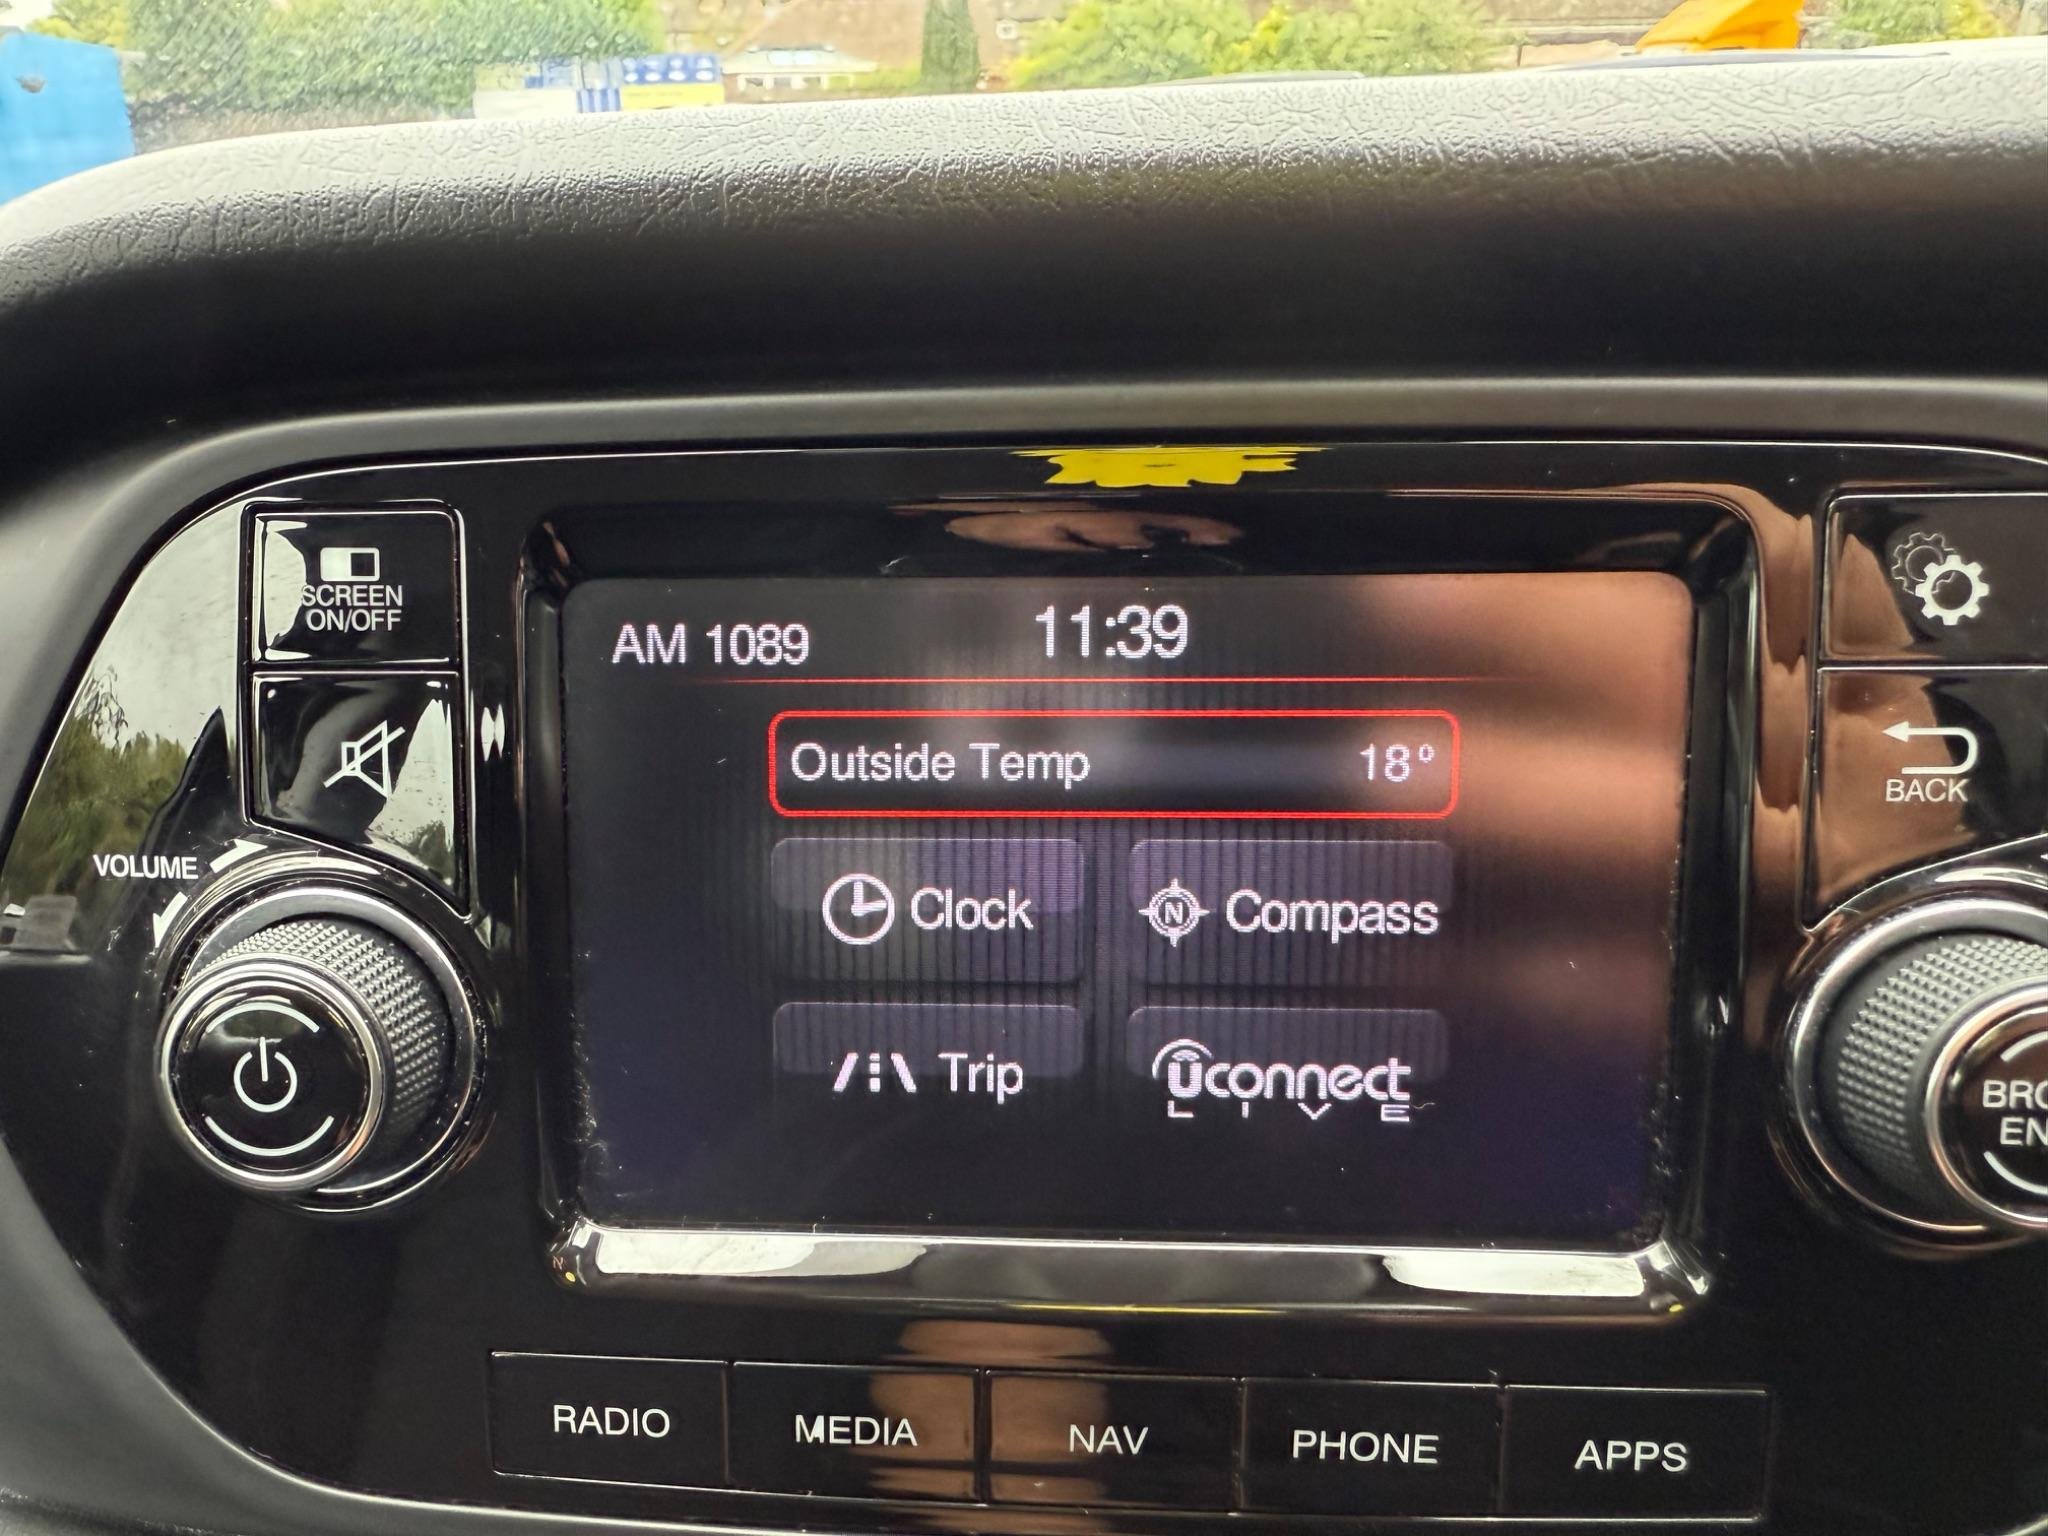 SCREEN
ON/OFF
AM 1089
11:39
Outside Temp
18°
BACK
VOLUME
Clock
N Compass
Trip
uconnect
LIVE
RADIO
MEDIA
NAV
PHONE
APPS